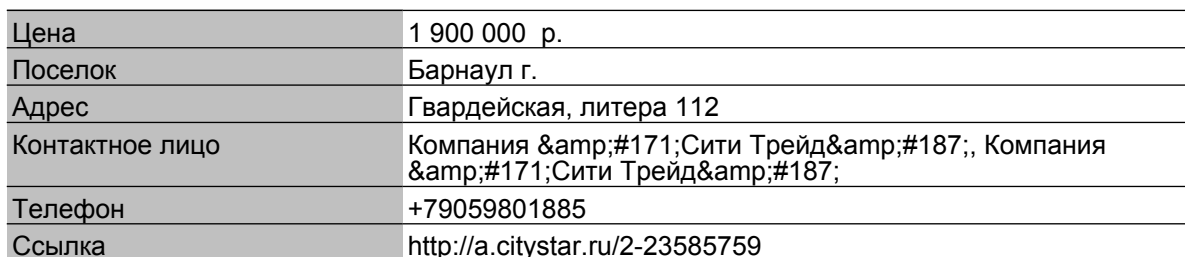 Цена 1 900 000 р.
Поселок Барнаул г.
Адрес Гвардейская, литера 112
Контактное лицо Компания &amp;#171;Сити Трейд&amp;#187;, Компания
&amp;#171;Сити Трейд&amp;#187;
Телефон +79059801885
Ссылка http://a.citystar.ru/2-23585759